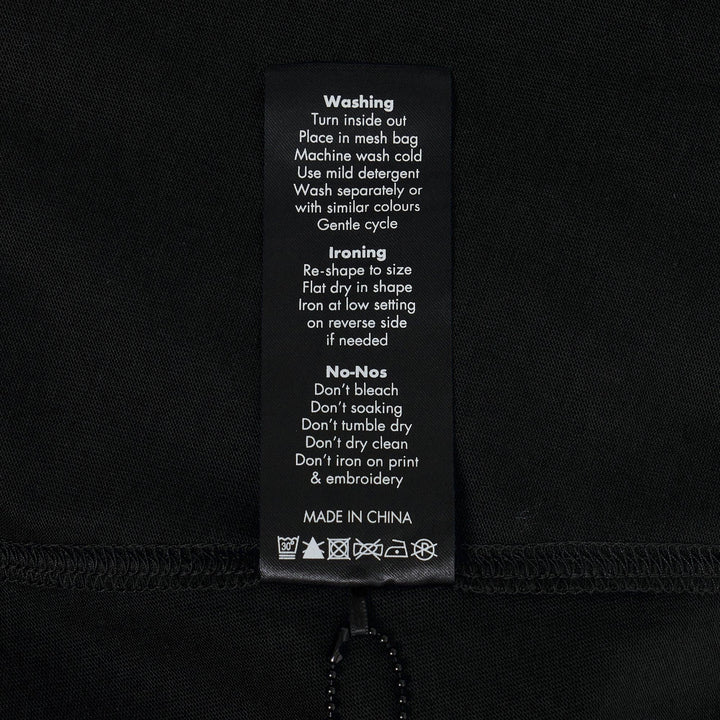 Washing
Turn inside out
Place in mesh bag
Machine wash cold
Use mild detergent
Wash separately or
with similar colours
Gentle cycle
Ironing
Re-shape to size
Flat dry in shape
Iron at low setting
on reverse side
if needed
No-Nos
Don't bleach
Don't soaking
Don't tumble dry
Don't dry clean
Don't iron on print
& embroidery
MADE IN CHINA
30°